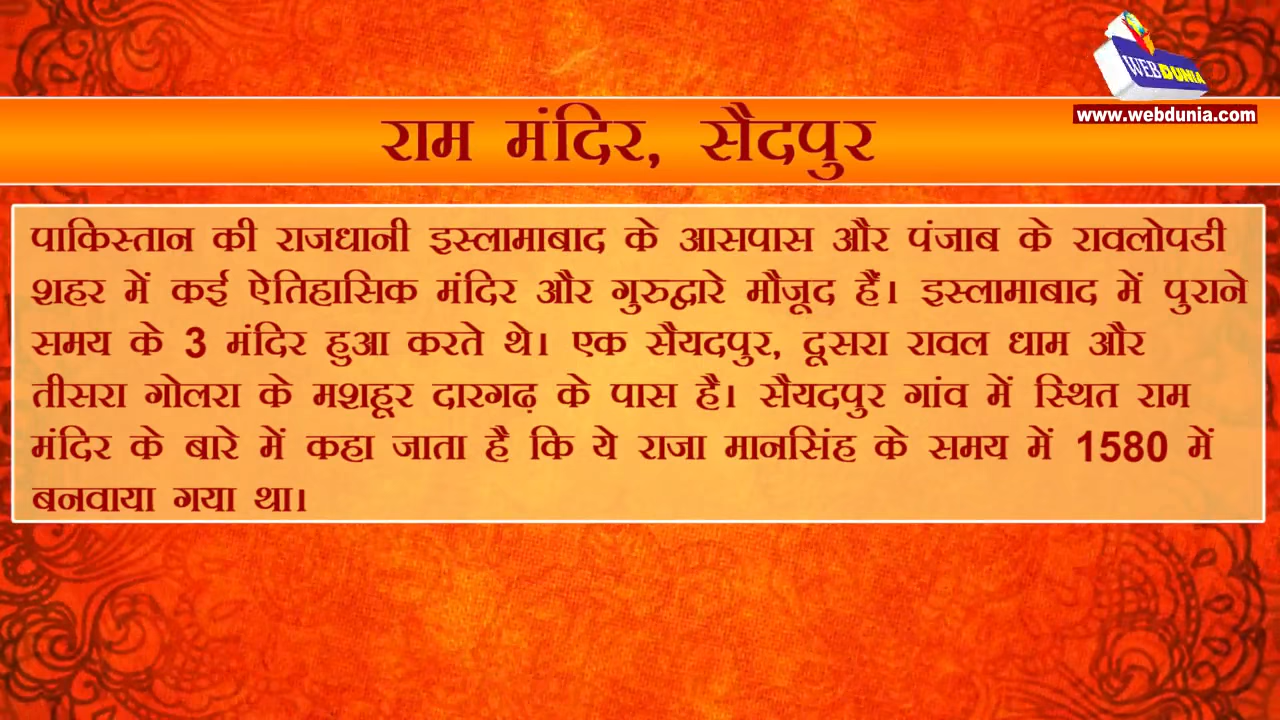 WEBDUNIA
www.webdunia.com
राम मंदिर, सैदपुर
पाकिस्तान की राजधानी इस्लामाबाद के आसपास और पंजाब के रावलोपडी
शहर में कई ऐतिहासिक मंदिर और गुरुद्वारे मौजूद हैं। इस्लामाबाद में पुराने
समय के 3 मंदिर हुआ करते थे। एक सैयदपुर, दूसरा रावल धाम और
तीसरा गोलरा के मशहूर दारगढ़ के पास है। सैयदपुर गांव में स्थित राम
मंदिर के बारे में कहा जाता है कि ये राजा मानसिंह के समय में 1580 में
बनवाया गया था।